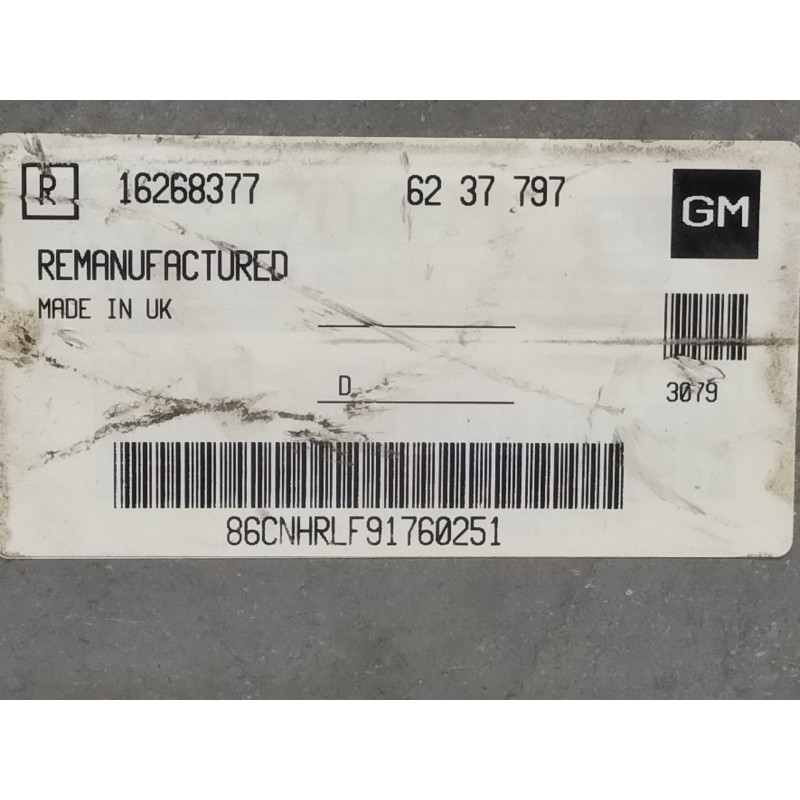 R 16268377 62 37 797 GM
REMANUFACTURED
MADE IN UK
D
3079
86CNHRLF91760251